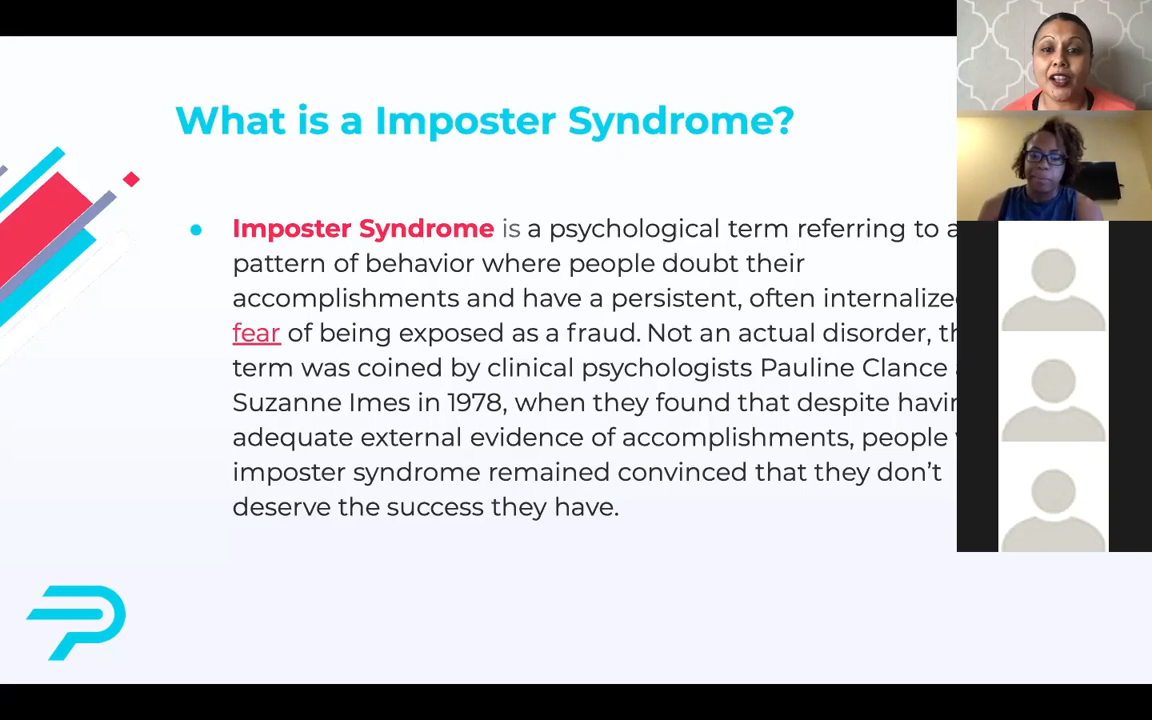 What is a Imposter Syndrome?
Imposter Syndrome is a psychological term referring to a
pattern of behavior where people doubt their
accomplishments and have a persistent, often internalize
fear of being exposed as a fraud. Not an actual disorder, th
term was coined by clinical psychologists Pauline Clance
Suzanne Imes in 1978, when they found that despite havin
adequate external evidence of accomplishments, people
imposter syndrome remained convinced that they don't
deserve the success they have.